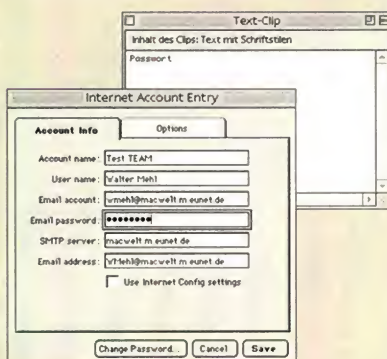 Text-Clip
Inhalt des Clips: Text mit Schriftstilen
Passwort
Internet Account Entry
Account Info
Options
Account name: Test TEAM
User name: Walter Mehl
Email account: wmehl@macwelt.m.eunet.de
Email password: ●●●●●●●●
SMTP server: macwelt.m.eunet.de
Email address: WMehl@macwelt.m.eunet.de
Use Internet Config settings
Change Password...
Cancel
Save